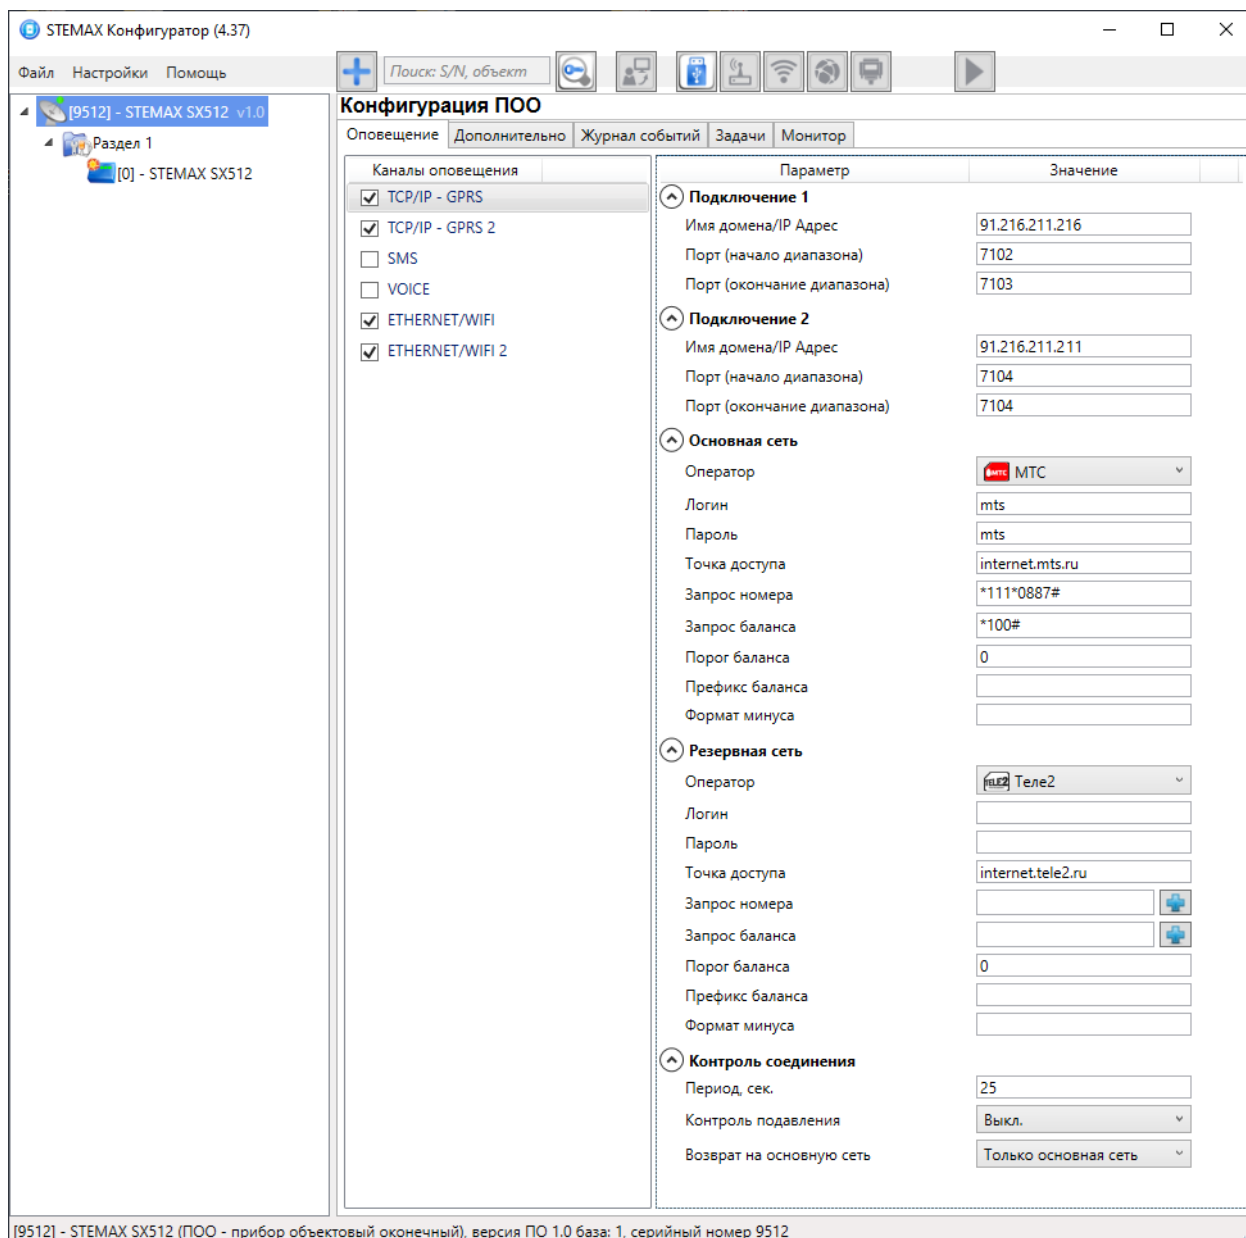 STEMAX Конфигуратор (4.37)
Файл Настройки Помощь
Поиск: S/N, объект
[9512] - STEMAX SX512 v1.0
Раздел 1
[0] - STEMAX SX512
Конфигурация ПОО
Оповещение Дополнительно Журнал событий Задачи Монитор
Каналы оповещения
TCP/IP - GPRS
TCP/IP - GPRS 2
SMS
VOICE
ETHERNET/WIFI
ETHERNET/WIFI 2
Параметр Значение
Подключение 1
Имя домена/IP Адрес 91.216.211.216
Порт (начало диапазона) 7102
Порт (окончание диапазона) 7103
Подключение 2
Имя домена/IP Адрес 91.216.211.211
Порт (начало диапазона) 7104
Порт (окончание диапазона) 7104
Основная сеть
Оператор МТС МТС
Логин mts
Пароль mts
Точка доступа internet.mts.ru
Запрос номера *111*0887#
Запрос баланса *100#
Порог баланса 0
Префикс баланса
Формат минуса
Резервная сеть
Оператор TELE2 Теле2
Логин
Пароль
Точка доступа internet.tele2.ru
Запрос номера
Запрос баланса
Порог баланса 0
Префикс баланса
Формат минуса
Контроль соединения
Период, сек. 25
Контроль подавления Выкл.
Возврат на основную сеть Только основная сеть
[9512] - STEMAX SX512 (ПОО - прибор объектовый оконечный), версия ПО 1.0 база: 1, серийный номер 9512